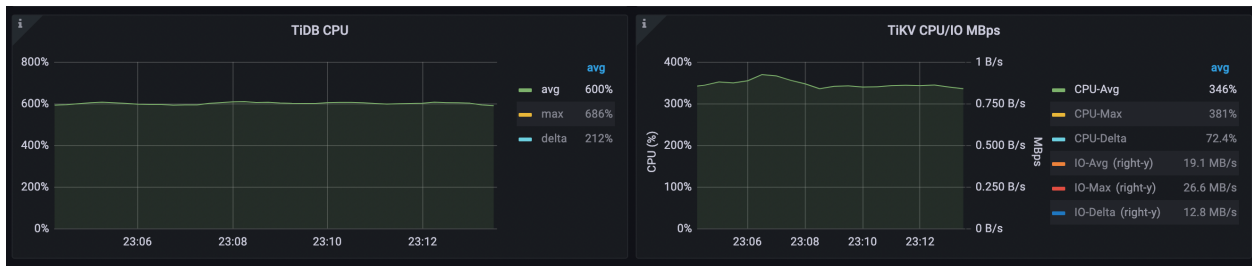 i
TiDB CPU
800%
600%
400%
200%
0%
23:06 23:08 23:10 23:12
avg
avg 600%
max 686%
delta 212%
i
TiKV CPU/IO MBps
CPU (%)
400%
300%
200%
100%
0%
23:06 23:08 23:10 23:12
1 B/s
0.750 B/s
0.500 B/s
0.250 B/s
0 B/s
MBps
avg
CPU-Avg 346%
CPU-Max 381%
CPU-Delta 72.4%
IO-Avg (right-y) 19.1 MB/s
IO-Max (right-y) 26.6 MB/s
IO-Delta (right-y) 12.8 MB/s